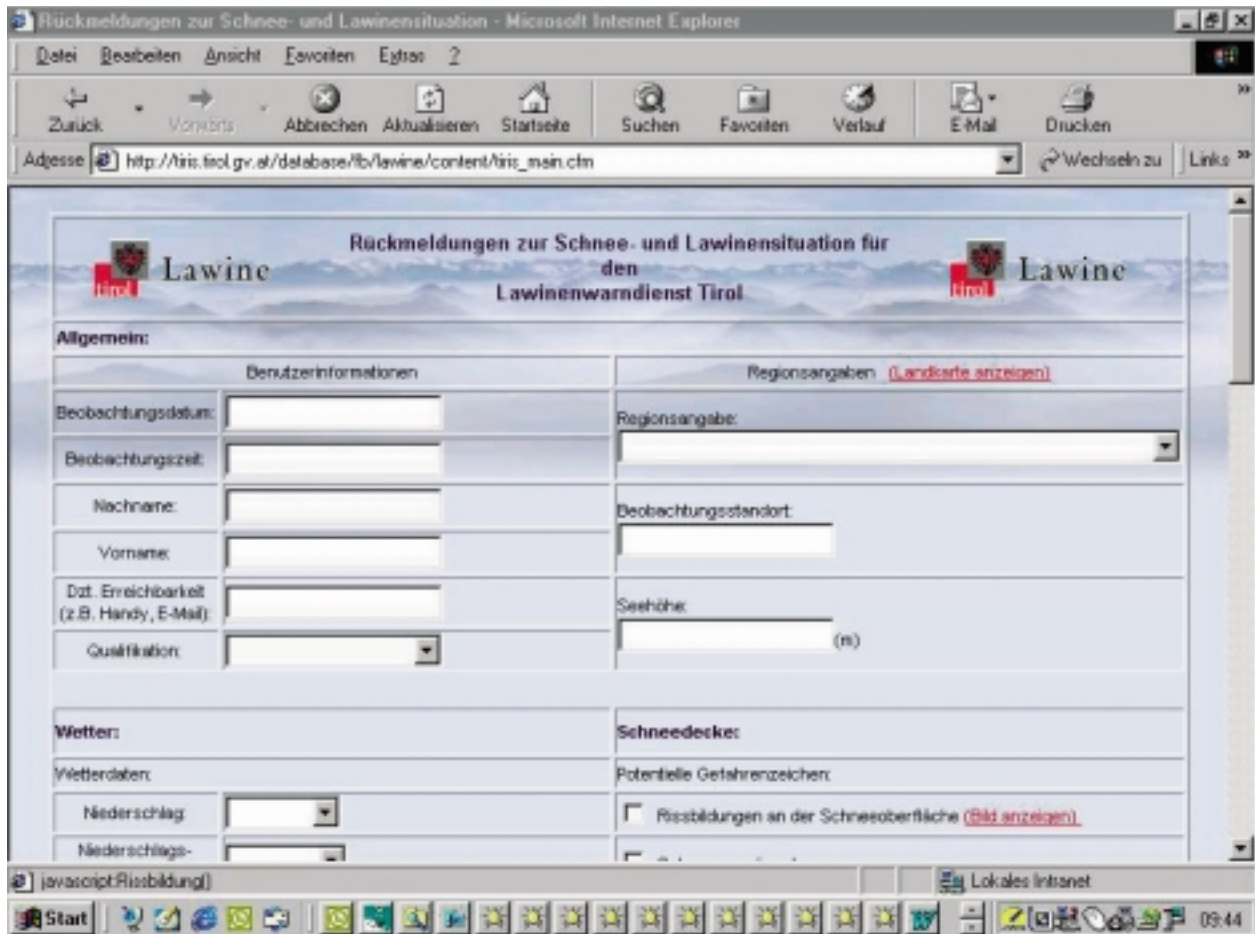 Rückmeldungen zur Schnee- und Lawinensituation - Microsoft Internet Explorer
Datei Bearbeiten Ansicht Favoriten Extras ?
Zurück Vorwärts Abbrechen Aktualisieren Startseite Suchen Favoriten Verlauf E-Mail Drucken
Adresse http://tiris.tirol.gv.at/database/fb/lawine/content/tiris_main.cfm Wechseln zu Links
Rückmeldungen zur Schnee- und Lawinensituation für
tirol Lawine den tirol Lawine
Lawinenwarndienst Tirol
Allgemein:
Benutzerinformationen Regionsangaben (Landkarte anzeigen)
Beobachtungsdatum: Regionsangabe:
Beobachtungszeit:
Nachname: Beobachtungsstandort:
Vorname:
Dzt. Erreichbarkeit
(z.B. Handy, E-Mail): Seehöhe:
(m)
Qualifikation:
Wetter: Schneedecke:
Wetterdaten: Potentielle Gefahrenzeichen:
Niederschlag: Rissbildungen an der Schneeoberfläche (Bild anzeigen)
Niederschlags-
javascript:Rissbildung() Lokales Intranet
Start 09:44